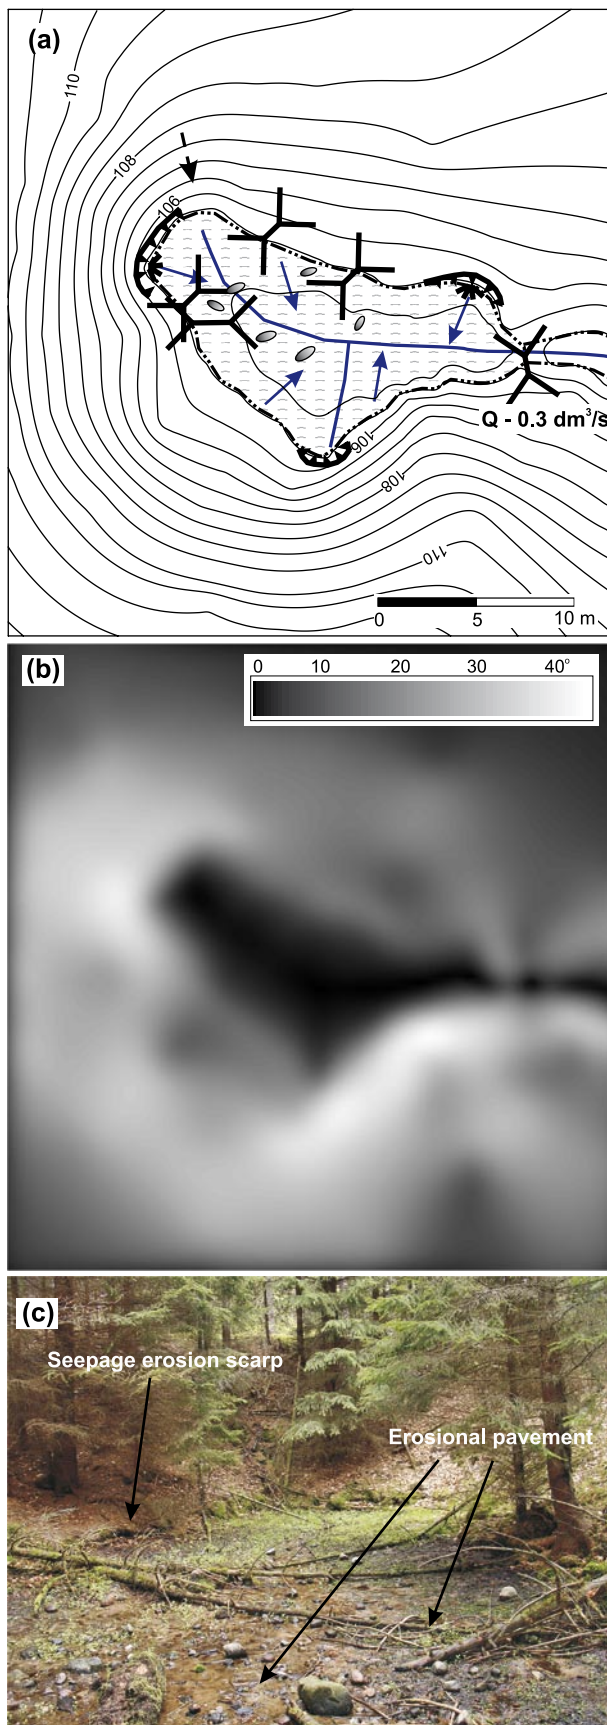 (a)
110
108
106
Q - 0.3 dm³/s
106
108
110
0 5 10 m
(b)
0 10 20 30 40°
(c)
Seepage erosion scarp
Erosional pavement